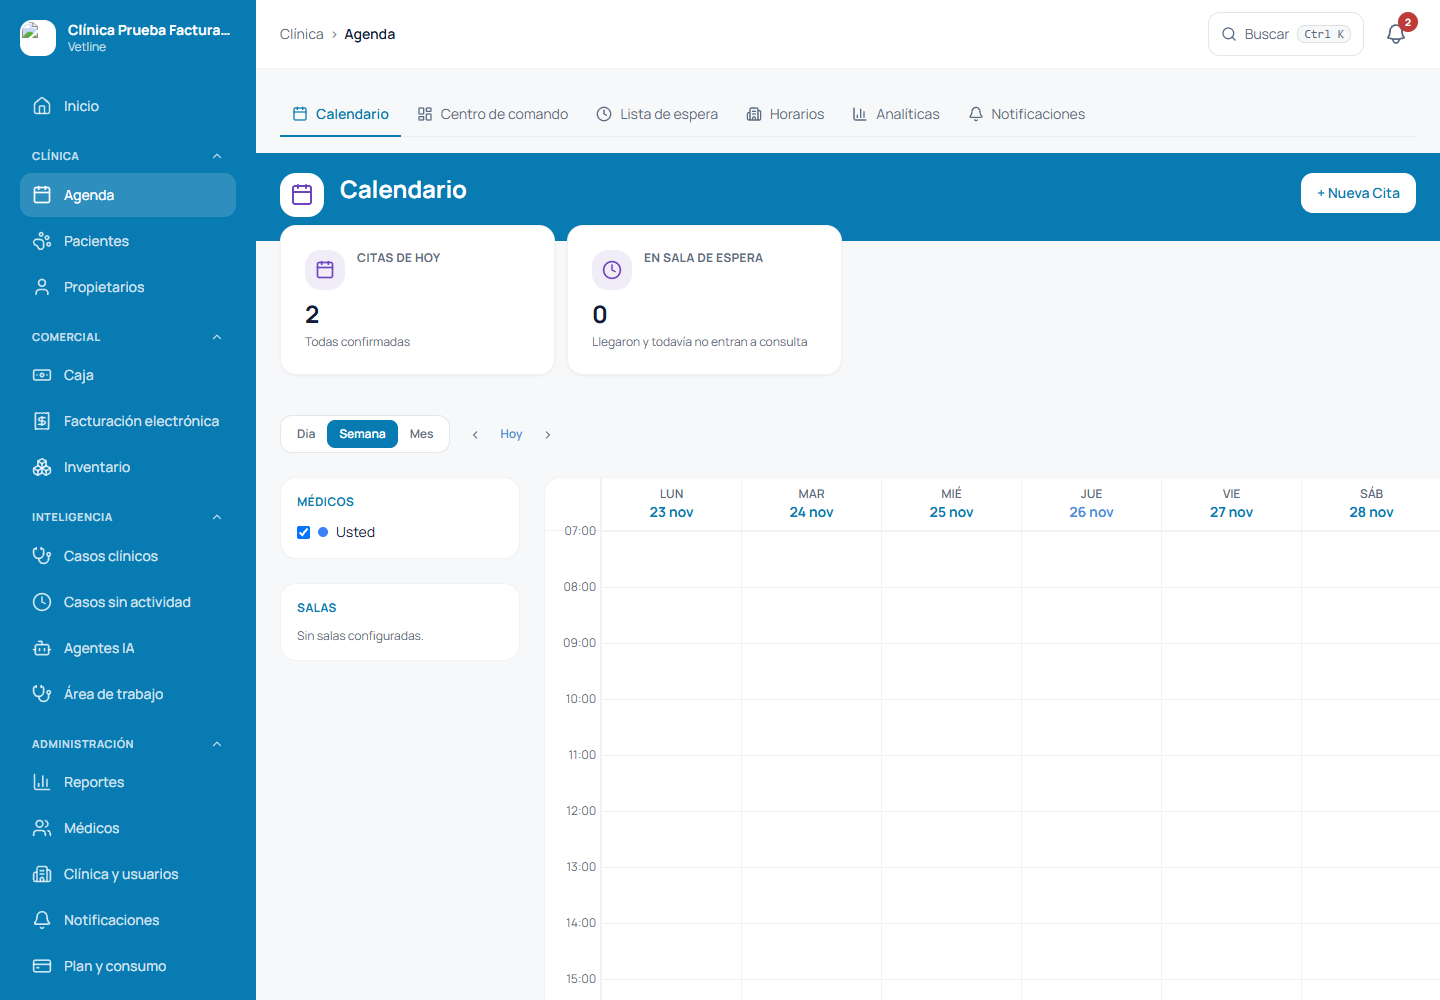 Clínica Prueba Factura...
Vetline
Inicio
CLÍNICA
Agenda
Pacientes
Propietarios
COMERCIAL
Caja
Facturación electrónica
Inventario
INTELIGENCIA
Casos clínicos
Casos sin actividad
Agentes IA
Área de trabajo
ADMINISTRACIÓN
Reportes
Médicos
Clínica y usuarios
Notificaciones
Plan y consumo
Clínica › Agenda
Buscar Ctrl K
2
Calendario Centro de comando Lista de espera Horarios Analíticas Notificaciones
Calendario
+ Nueva Cita
CITAS DE HOY
2
Todas confirmadas
EN SALA DE ESPERA
0
Llegaron y todavía no entran a consulta
Dia Semana Mes ‹ Hoy ›
MÉDICOS
Usted
SALAS
Sin salas configuradas.
LUN MAR MIÉ JUE VIE SÁB
23 nov 24 nov 25 nov 26 nov 27 nov 28 nov
07:00
08:00
09:00
10:00
11:00
12:00
13:00
14:00
15:00